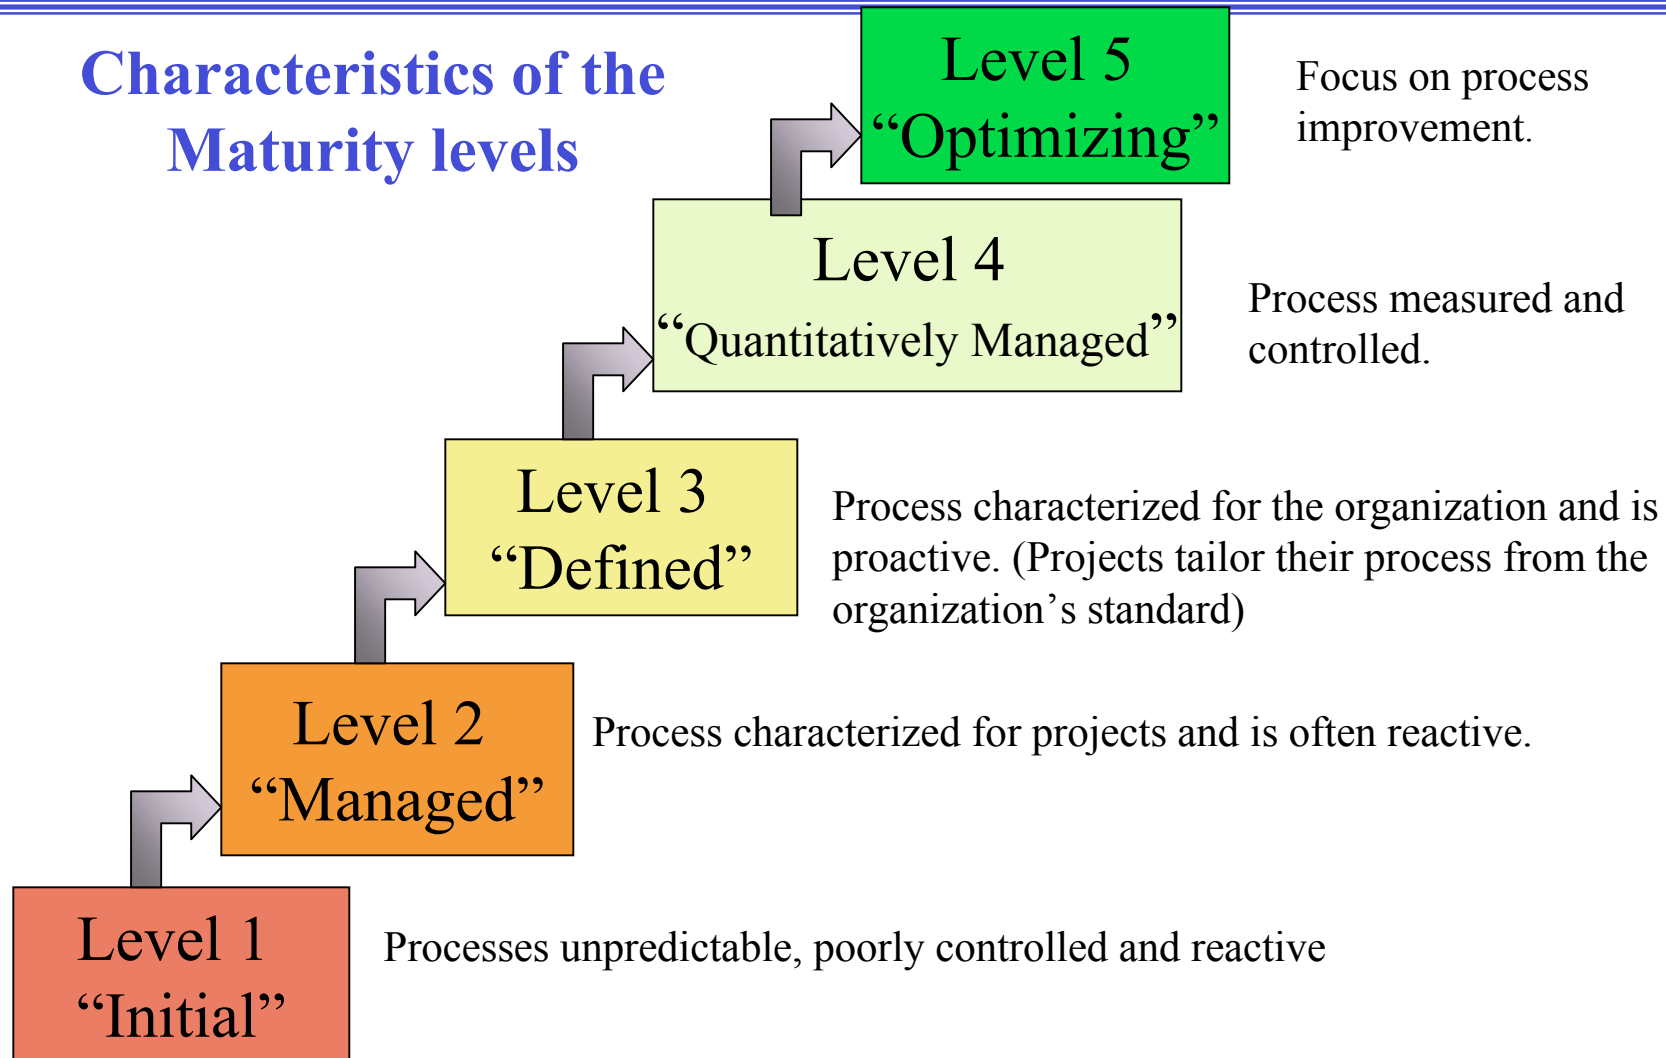 Characteristics of the
Maturity levels
Level 5
“Optimizing”
Focus on process
improvement.
Level 4
“Quantitatively Managed”
Process measured and
controlled.
Level 3
“Defined”
Process characterized for the organization and is
proactive. (Projects tailor their process from the
organization’s standard)
Level 2
“Managed”
Process characterized for projects and is often reactive.
Level 1
“Initial”
Processes unpredictable, poorly controlled and reactive